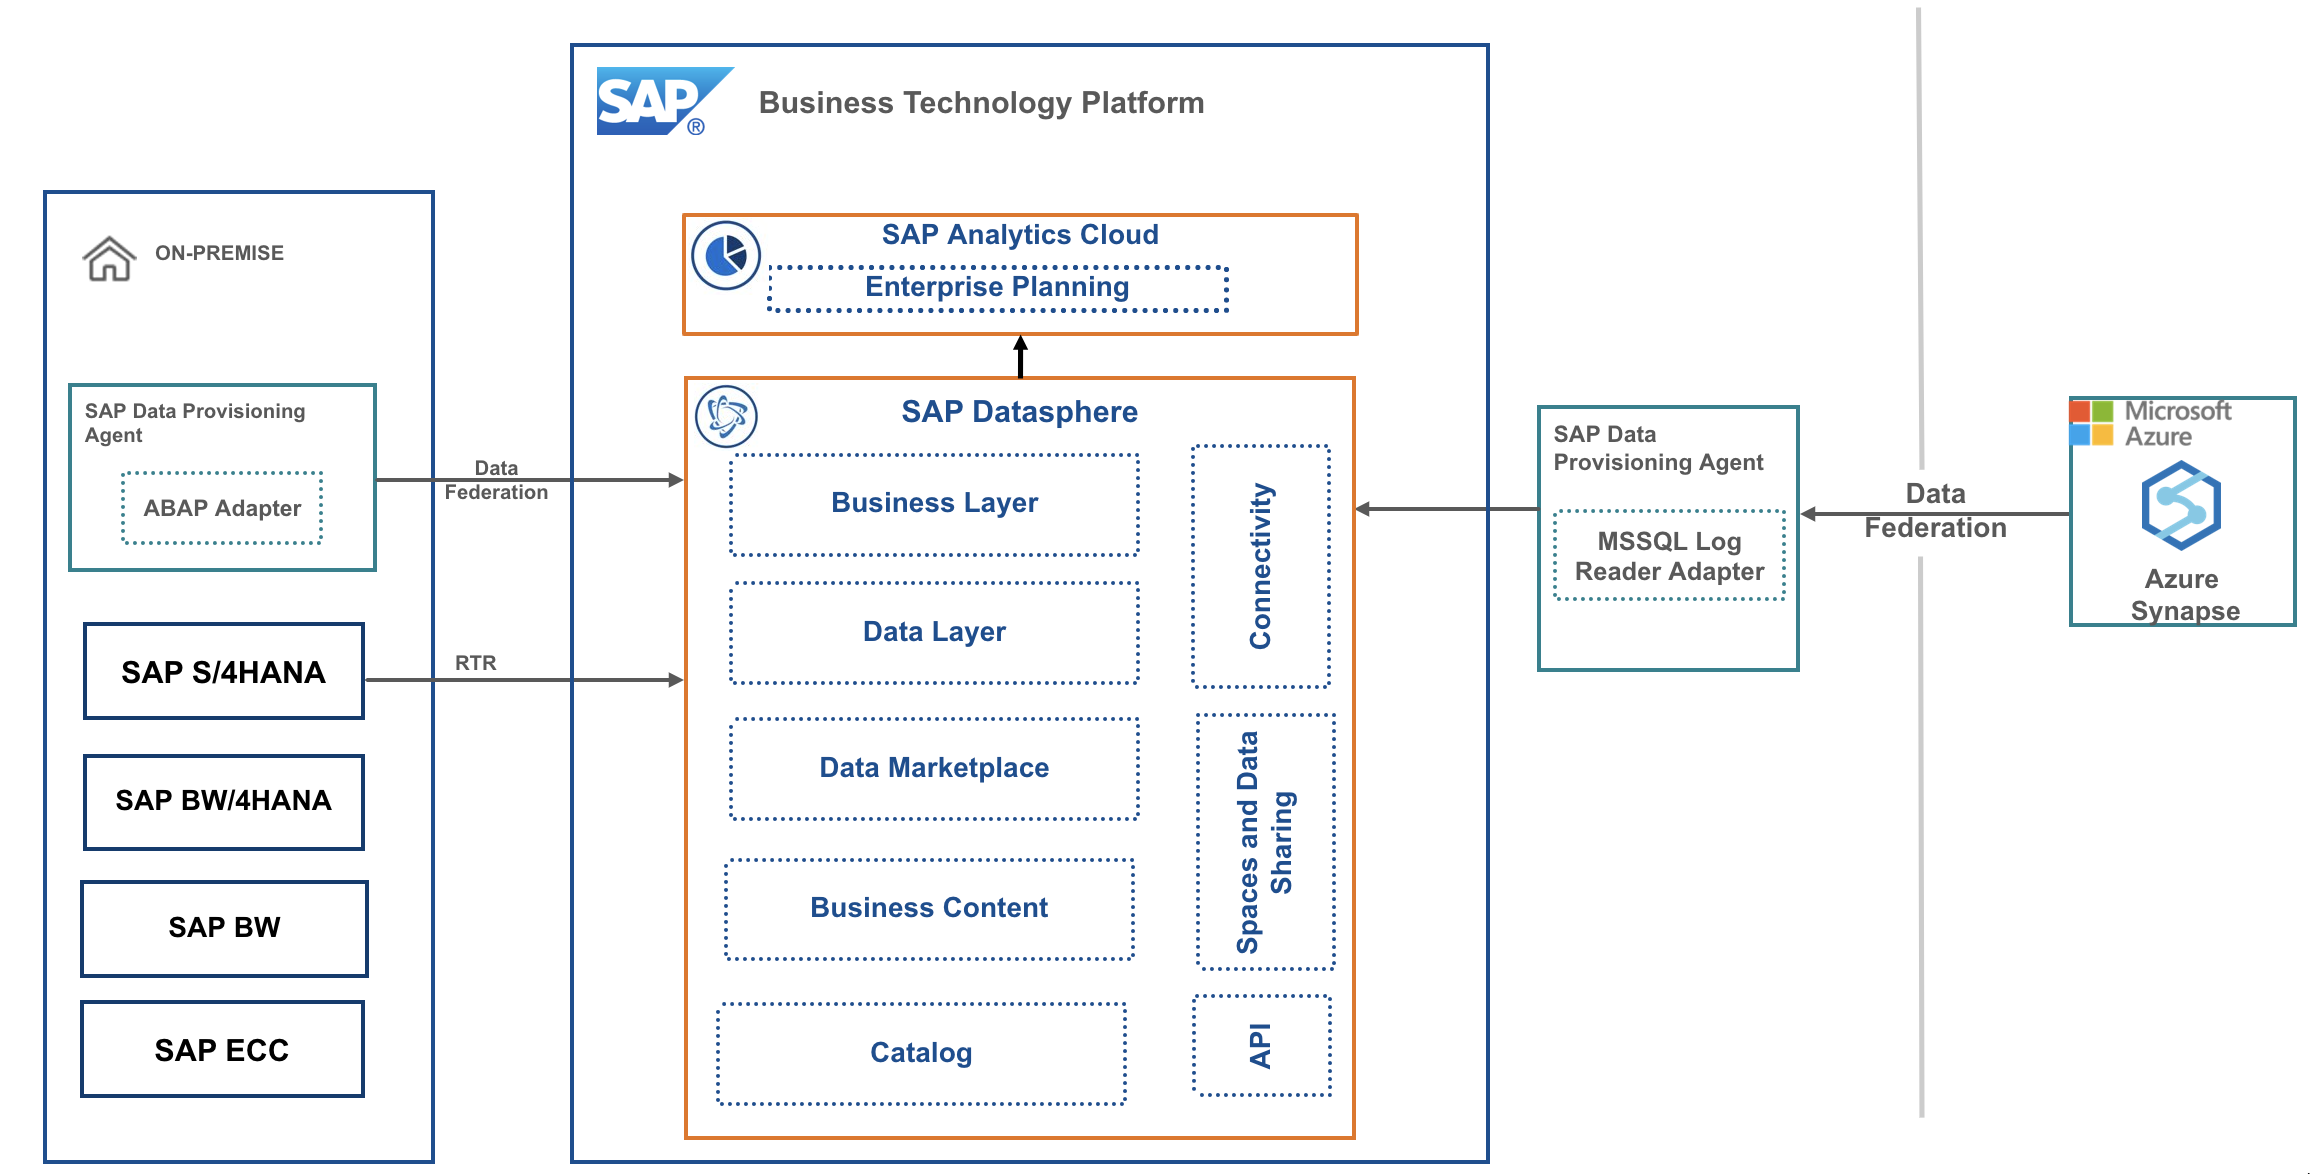 SAP®
Business Technology Platform
ON-PREMISE
SAP Data Provisioning
Agent
ABAP Adapter
SAP S/4HANA
SAP BW/4HANA
SAP BW
SAP ECC
Data
Federation
RTR
SAP Analytics Cloud
Enterprise Planning
SAP Datasphere
Business Layer
Data Layer
Data Marketplace
Business Content
Catalog
Connectivity
Spaces and Data
Sharing
API
SAP Data
Provisioning Agent
MSSQL Log
Reader Adapter
Data
Federation
Microsoft
Azure
Azure
Synapse